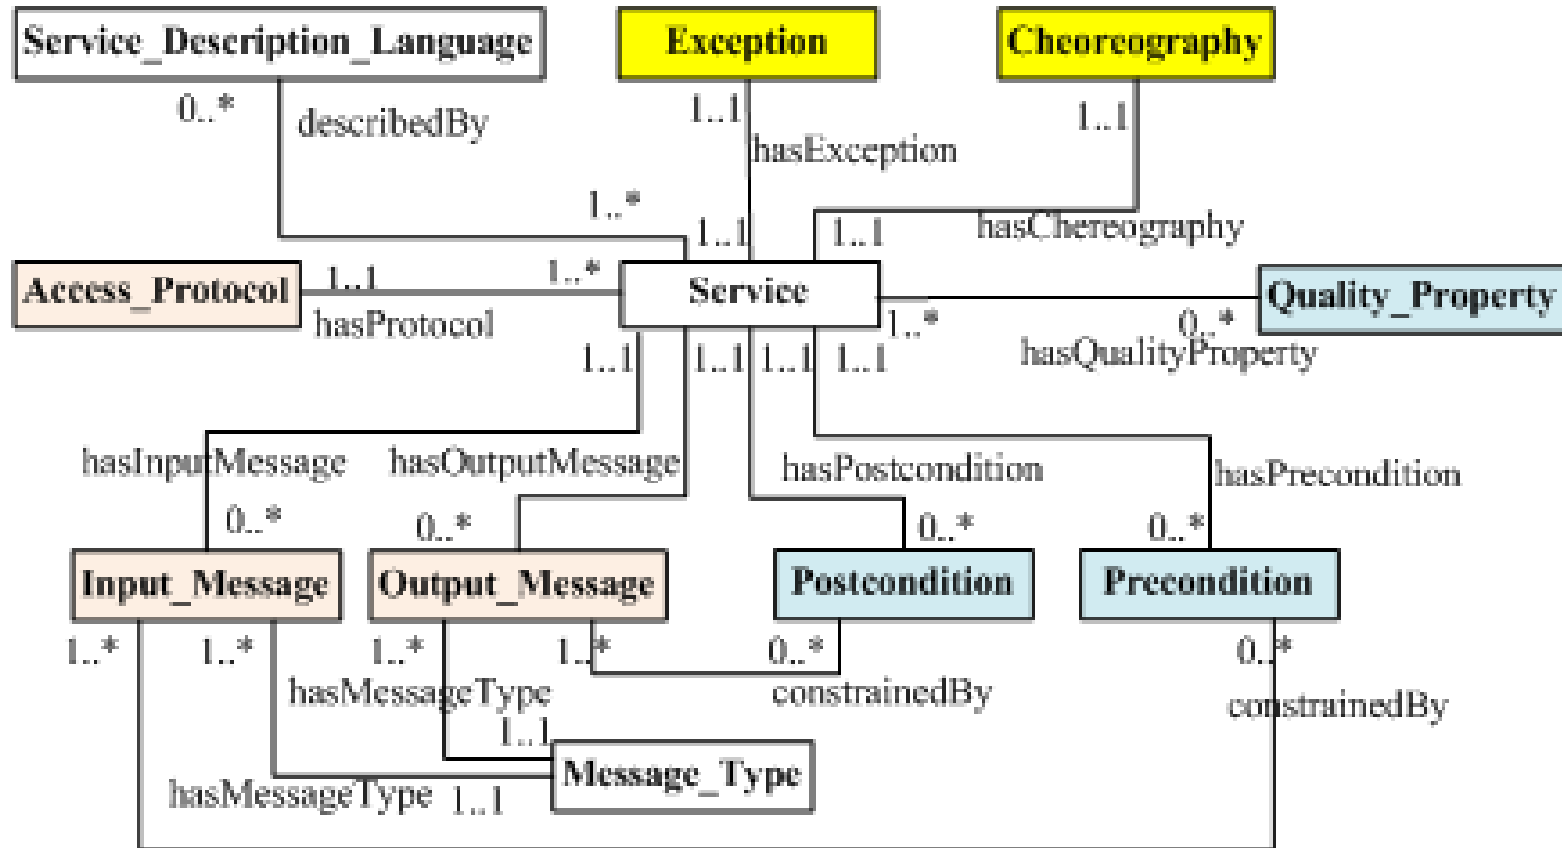 Service_Description_Language
Exception
Cheoreography
0..*
describedBy
1..1
hasException
1..1
1..*
1..1
1..1
hasChereography
Access_Protocol
1..1
hasProtocol
1..*
Service
1..*
0..*
hasQualityProperty
Quality_Property
1..1
1..1
1..1
1..1
hasInputMessage
hasOutputMessage
hasPostcondition
hasPrecondition
0..*
0..*
0..*
0..*
Input_Message
Output_Message
Postcondition
Precondition
1..*
1..*
1..*
1..*
0..*
0..*
hasMessageType
constrainedBy
constrainedBy
1..1
Message_Type
hasMessageType
1..1